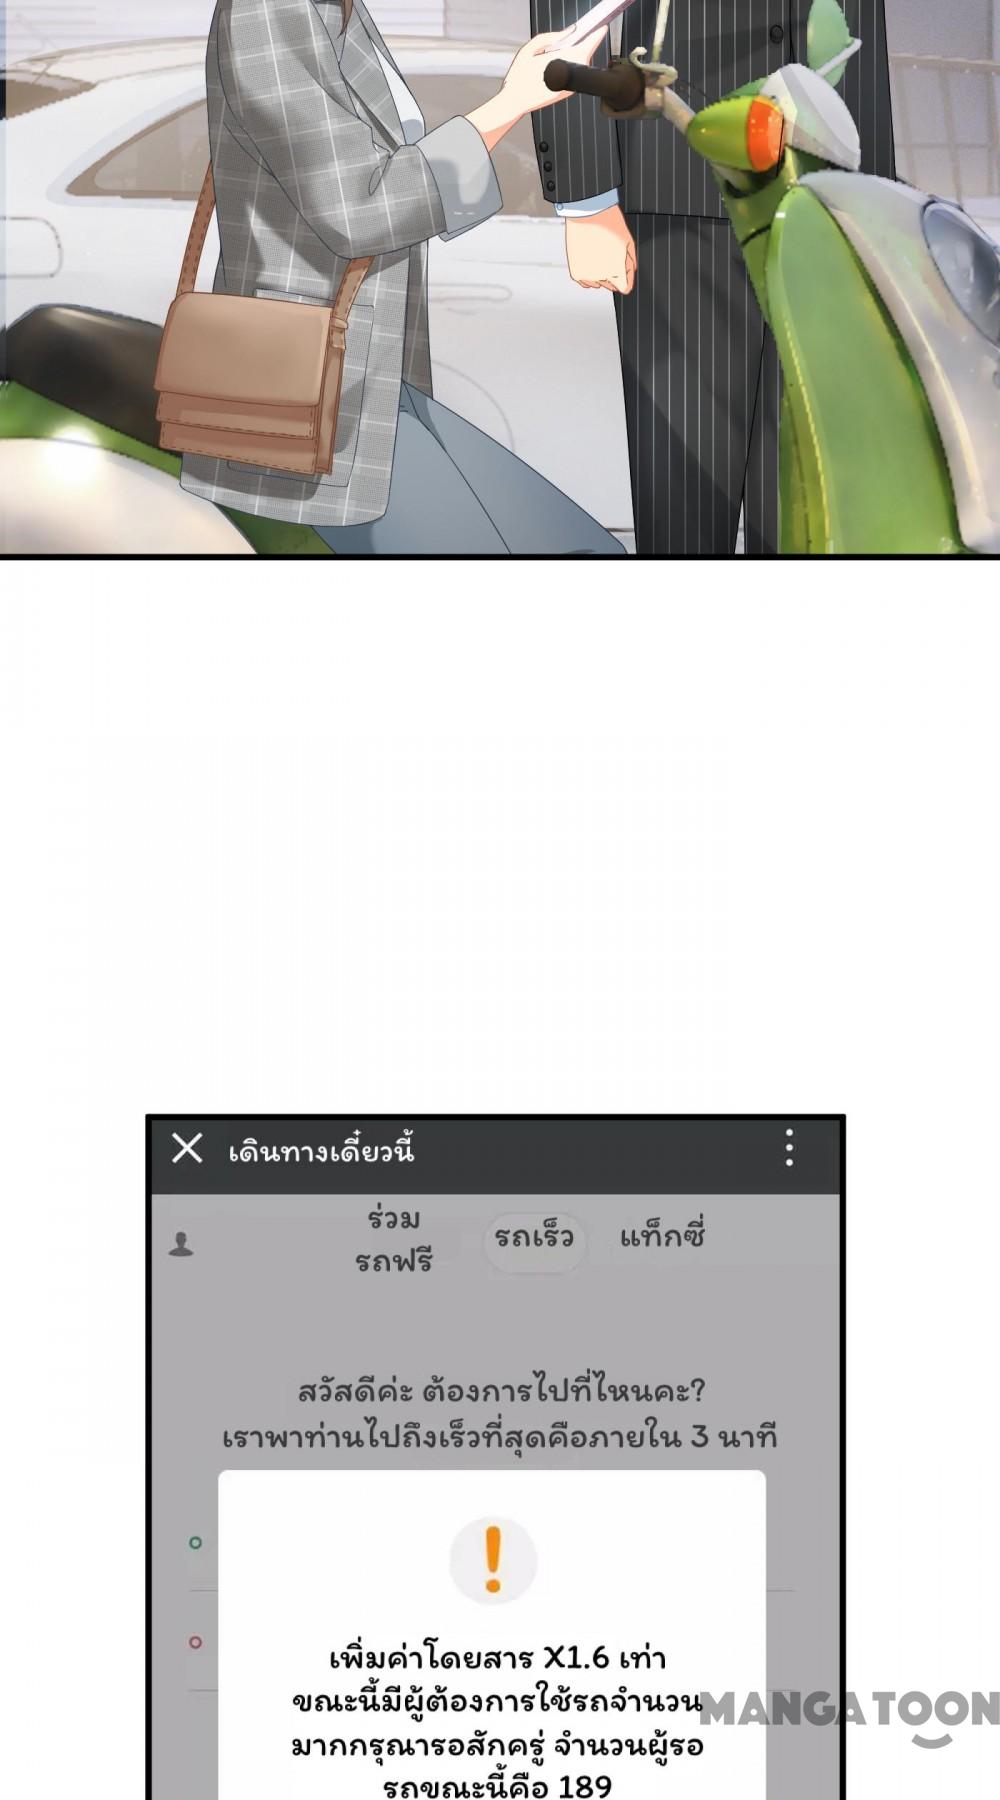 เดินทางเดี๋ยวนี้
ร่วม
รถฟรี
รถเร็ว
แท็กซี่
สวัสดีค่ะ ต้องการไปที่ไหนคะ?
เราพาท่านไปถึงเร็วที่สุดคือภายใน 3 นาที
เพิ่มค่าโดยสาร X1.6 เท่า
ขณะนี้มีผู้ต้องการใช้รถจำนวน
มากกรุณารอสักครู่ จำนวนผู้รอ
รถขณะนี้คือ 189
MANGATOON